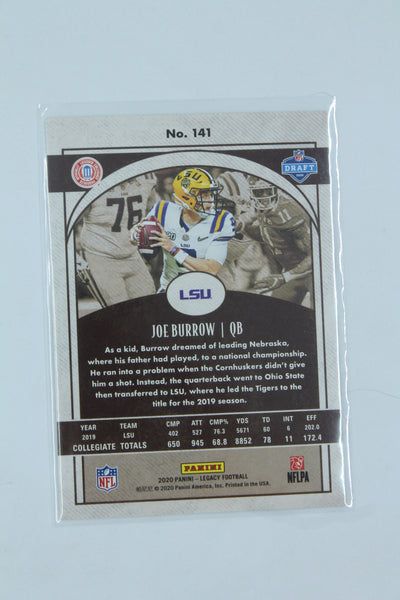 No. 141
NFL
DRAFT
76
LSU
11
LSU
JOE BURROW | QB
As a kid, Burrow dreamed of leading Nebraska,
where his father had played, to a national championship.
He ran into a problem when the Cornhuskers didn't give
him a shot. Instead, the quarterback went to Ohio State
then transferred to LSU, where he led the Tigers to the
title for the 2019 season.
YEAR TEAM CMP ATT CMP% YDS TD INT EFF
2019 LSU 402 527 76.3 5671 60 6 202.0
COLLEGIATE TOTALS 650 945 68.8 8852 78 11 172.4
NFL
PANINI
NFLPA
2020 PANINI – LEGACY FOOTBALL
© 2020 Panini America, Inc. Printed in the USA.